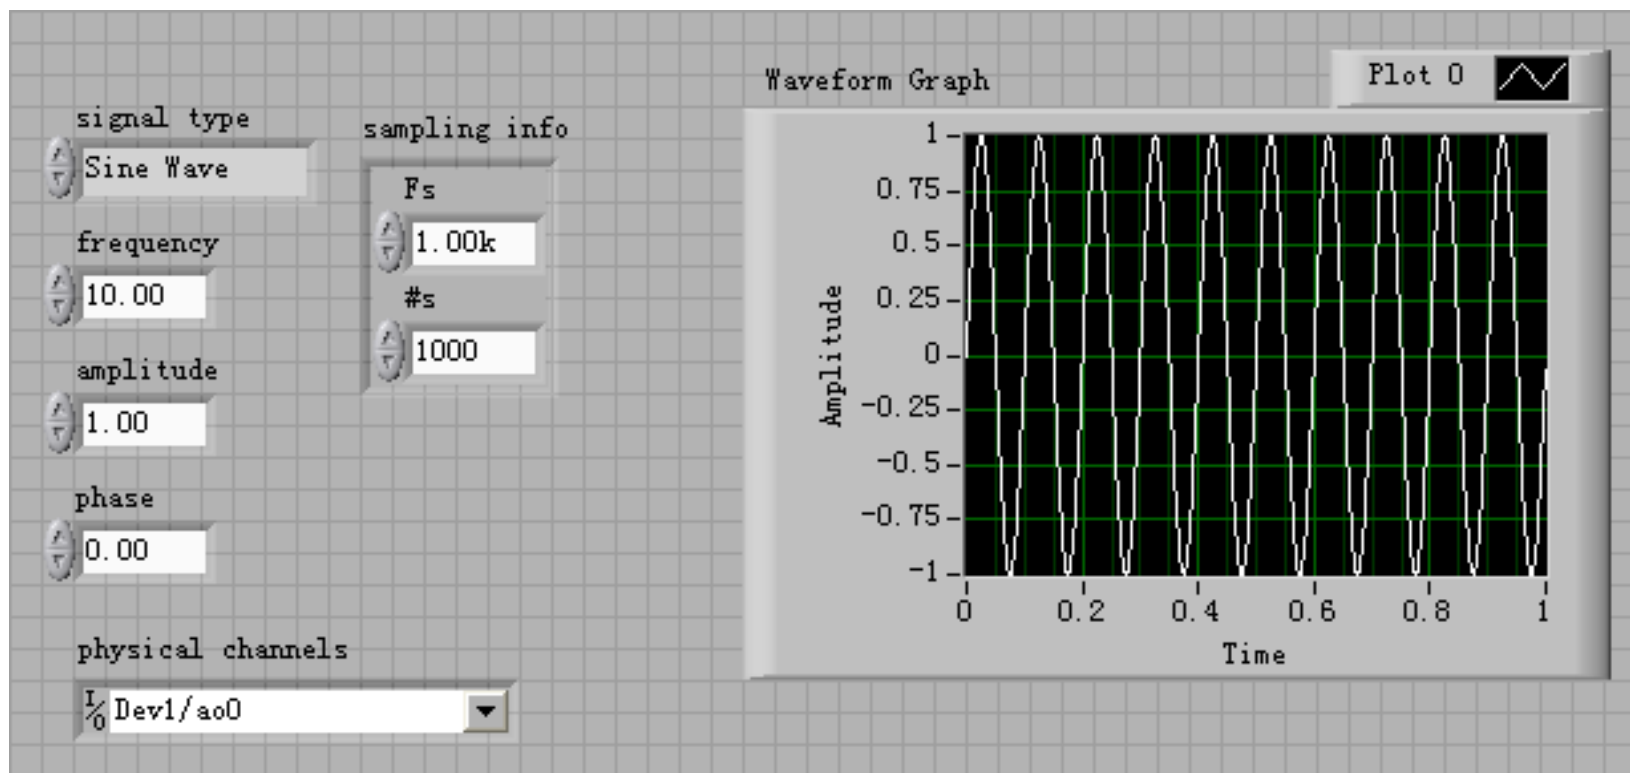 signal type
Sine Wave
frequency
10.00
amplitude
1.00
phase
0.00
physical channels
I/O Dev1/ao0
sampling info
Fs
1.00k
#s
1000
Waveform Graph
Plot 0
Amplitude
1
0.75
0.5
0.25
0
-0.25
-0.5
-0.75
-1
0 0.2 0.4 0.6 0.8 1
Time